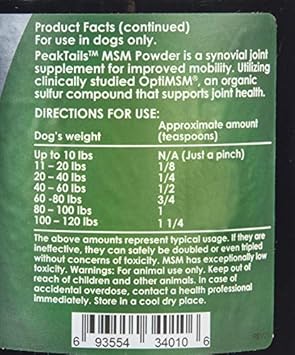 Product Facts (continued)
For use in dogs only.
PeakTails™ MSM Powder is a synovial joint
supplement for improved mobility. Utilizing
clinically studied OptiMSM®, an organic
sulfur compound that supports joint health.
DIRECTIONS FOR USE:
Dog's weight Approximate amount
(teaspoons)
Up to 10 lbs N/A (Just a pinch)
11 – 20 lbs 1/8
20 – 40 lbs 1/4
40 – 60 lbs 1/2
60 -80 lbs 3/4
80 – 100 lbs 1
100 – 120 lbs 1 1/4
The above amounts represent typical usage. If they are
ineffective, they can safely be doubled or even tripled
without concerns of toxicity. MSM has exceptionally low
toxicity. Warnings: For animal use only. Keep out of
reach of children and other animals. In case of
accidental overdose, contact a health professional
immediately. Store in a cool dry place.
6 93554 34010 6